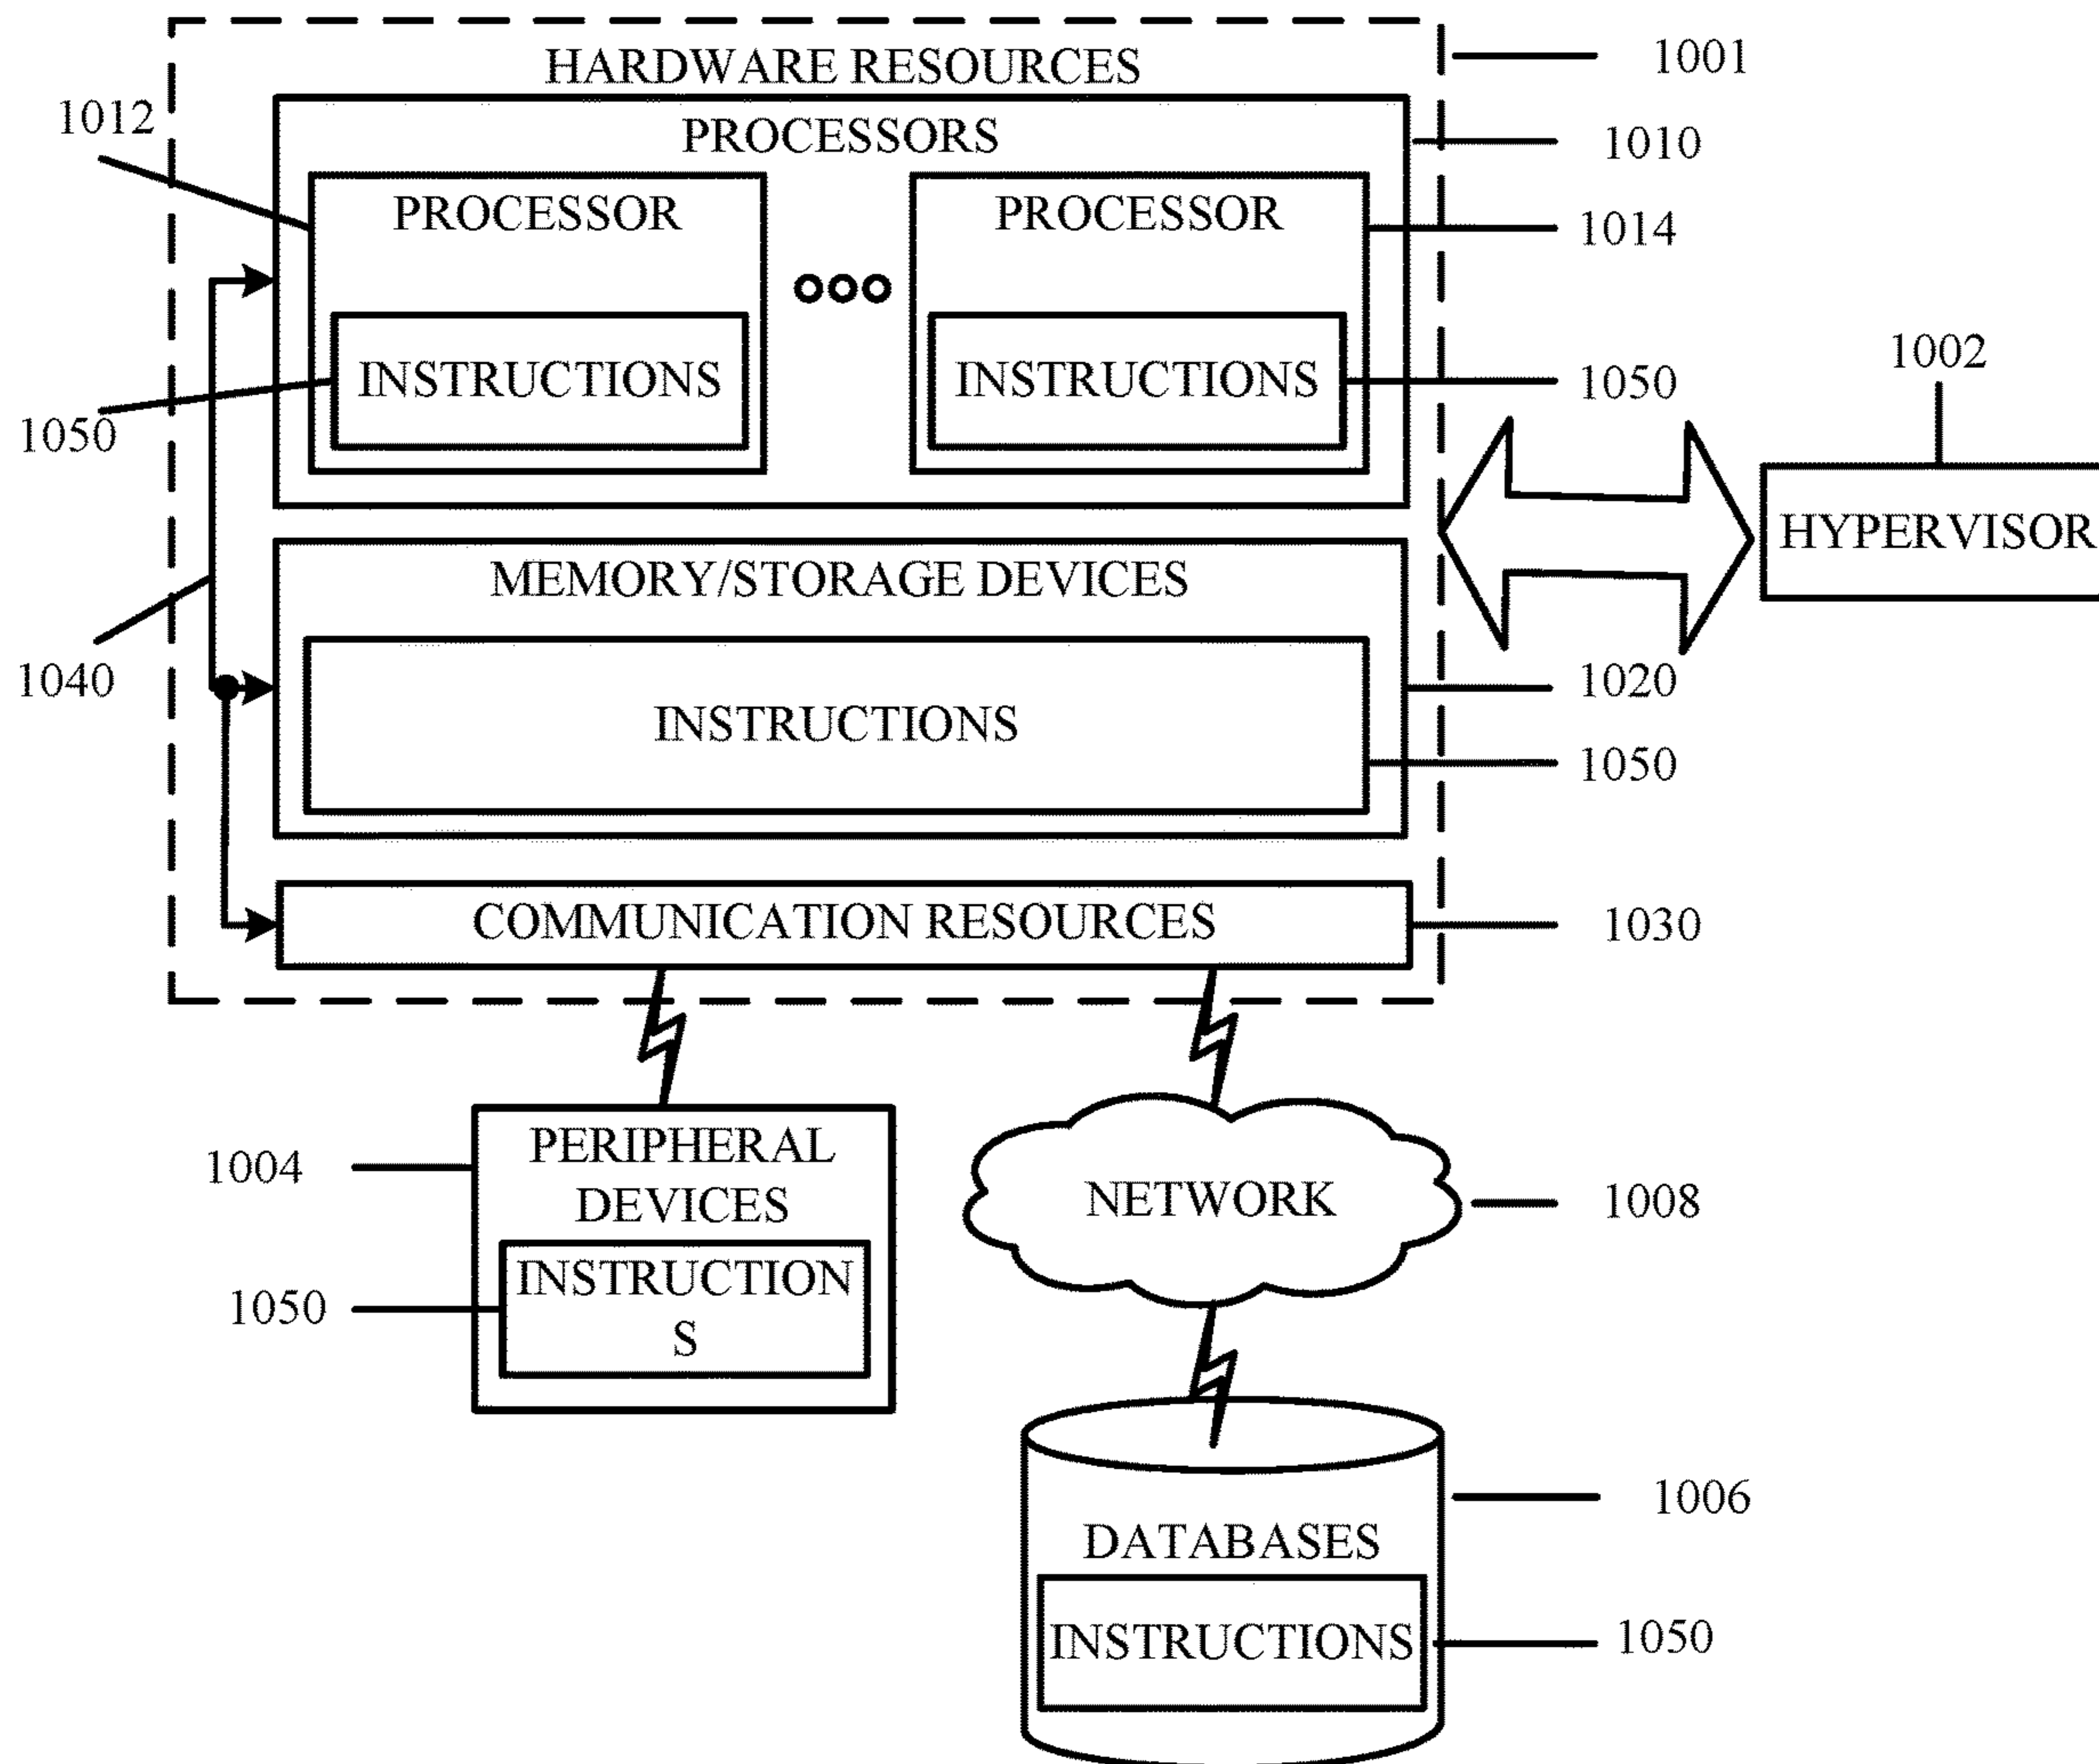 HARDWARE RESOURCES
1001
1012
PROCESSORS
1010
PROCESSOR
PROCESSOR
1014
INSTRUCTIONS
INSTRUCTIONS
1050
1050
1002
HYPERVISOR
MEMORY/STORAGE DEVICES
1040
1020
INSTRUCTIONS
1050
COMMUNICATION RESOURCES
1030
1004
PERIPHERAL
DEVICES
1050
INSTRUCTION
S
NETWORK
1008
1006
DATABASES
INSTRUCTIONS
1050